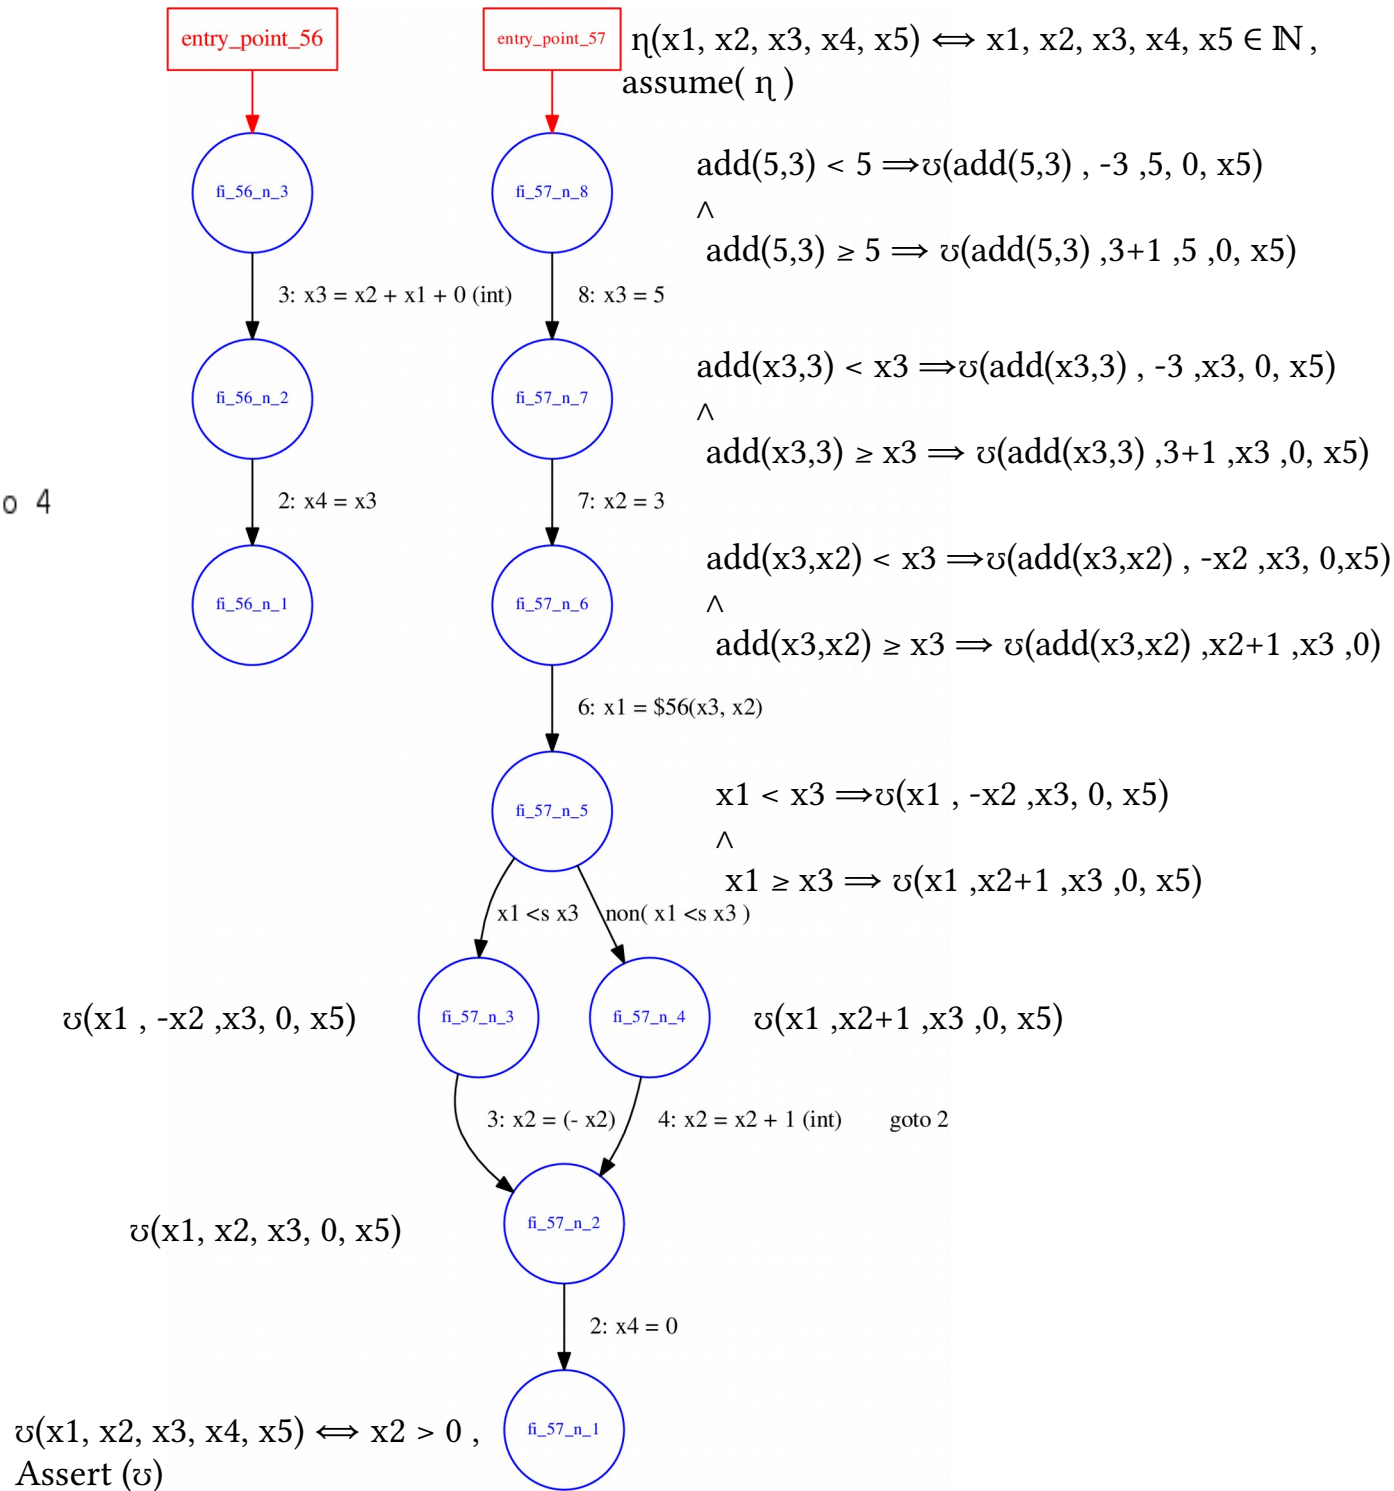 entry_point_56
entry_point_57
ɳ(x1, x2, x3, x4, x5) ⟺ x1, x2, x3, x4, x5 ∈ ℕ ,
assume( ɳ )
fi_56_n_3
fi_57_n_8
add(5,3) < 5 ⟹ʊ(add(5,3) , -3 ,5, 0, x5)
∧
add(5,3) ≥ 5 ⟹ ʊ(add(5,3) ,3+1 ,5 ,0, x5)
3: x3 = x2 + x1 + 0 (int)
8: x3 = 5
fi_56_n_2
fi_57_n_7
add(x3,3) < x3 ⟹ʊ(add(x3,3) , -3 ,x3, 0, x5)
∧
add(x3,3) ≥ x3 ⟹ ʊ(add(x3,3) ,3+1 ,x3 ,0, x5)
o 4
2: x4 = x3
7: x2 = 3
fi_56_n_1
fi_57_n_6
add(x3,x2) < x3 ⟹ʊ(add(x3,x2) , -x2 ,x3, 0,x5)
∧
add(x3,x2) ≥ x3 ⟹ ʊ(add(x3,x2) ,x2+1 ,x3 ,0)
6: x1 = $56(x3, x2)
fi_57_n_5
x1 < x3 ⟹ʊ(x1 , -x2 ,x3, 0, x5)
∧
x1 ≥ x3 ⟹ ʊ(x1 ,x2+1 ,x3 ,0, x5)
x1 <s x3
non( x1 <s x3 )
ʊ(x1 , -x2 ,x3, 0, x5)
fi_57_n_3
fi_57_n_4
ʊ(x1 ,x2+1 ,x3 ,0, x5)
3: x2 = (- x2)
4: x2 = x2 + 1 (int)
goto 2
ʊ(x1, x2, x3, 0, x5)
fi_57_n_2
2: x4 = 0
ʊ(x1, x2, x3, x4, x5) ⟺ x2 > 0 ,
Assert (ʊ)
fi_57_n_1